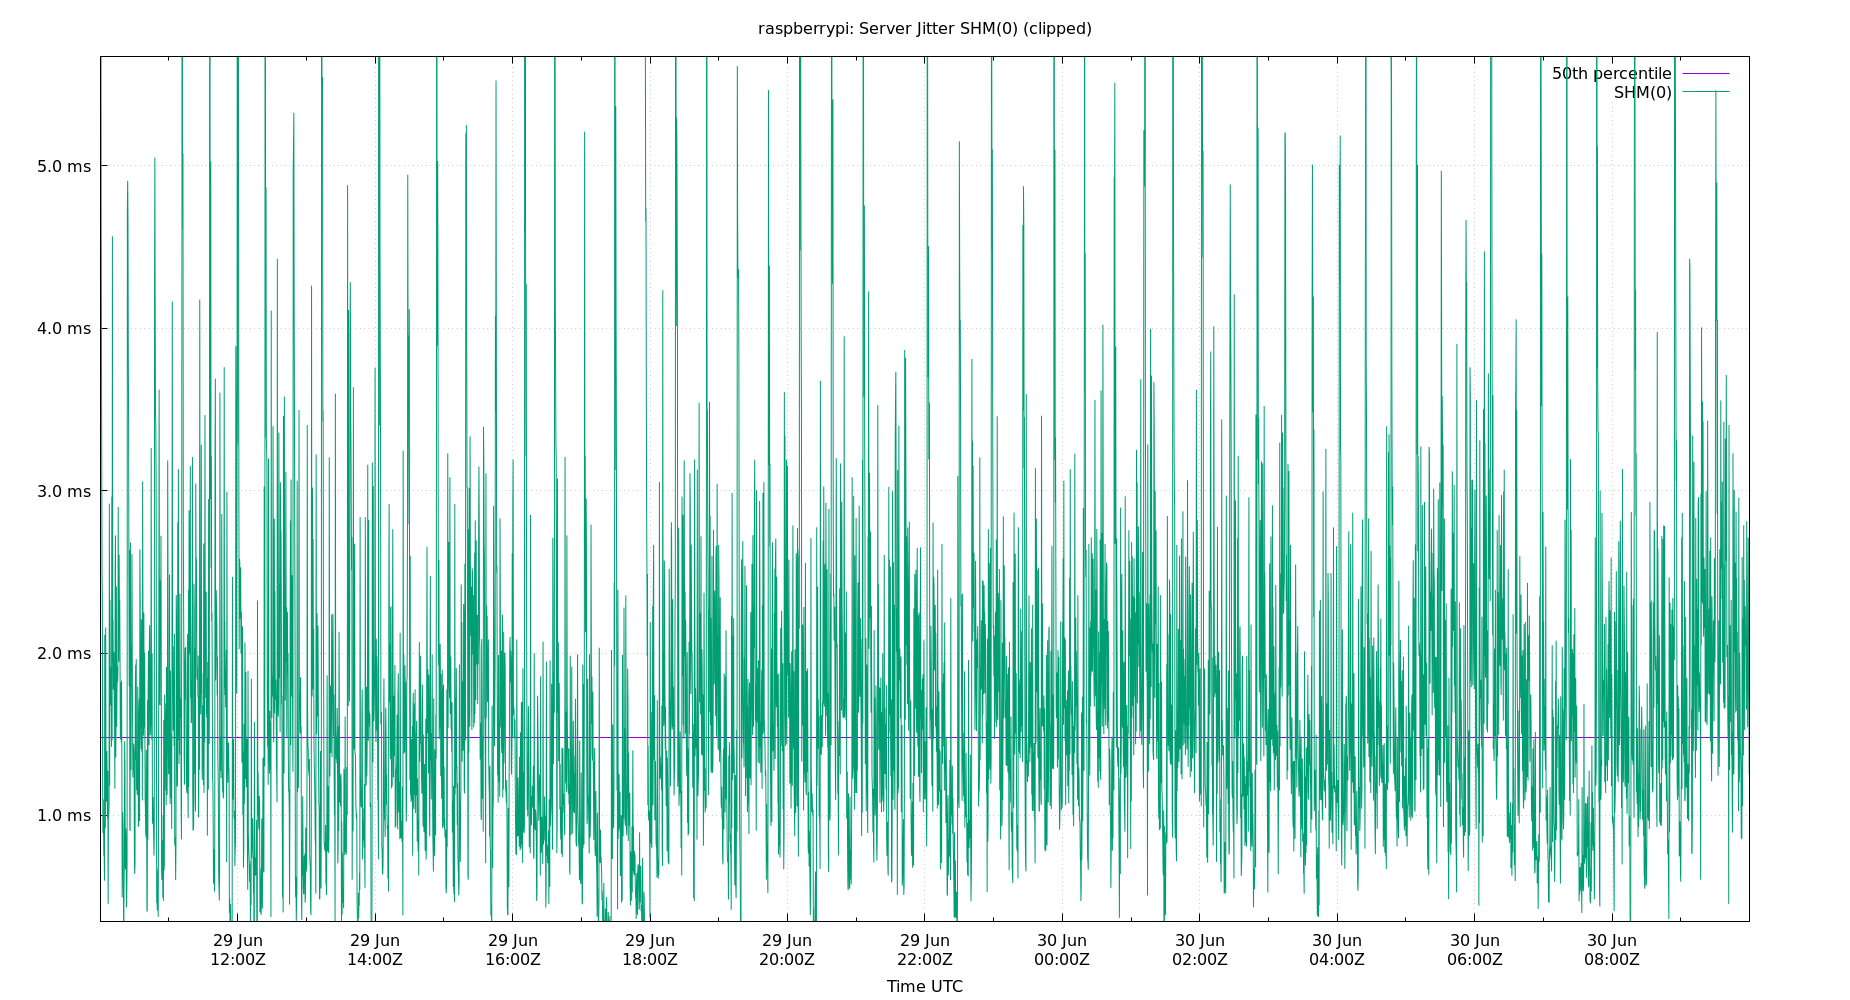 raspberrypi: Server Jitter SHM(0) (clipped)
50th percentile
SHM(0)
5.0 ms
4.0 ms
3.0 ms
2.0 ms
1.0 ms
29 Jun 29 Jun 29 Jun 29 Jun 29 Jun 29 Jun 30 Jun 30 Jun 30 Jun 30 Jun 30 Jun
12:00Z 14:00Z 16:00Z 18:00Z 20:00Z 22:00Z 00:00Z 02:00Z 04:00Z 06:00Z 08:00Z
Time UTC